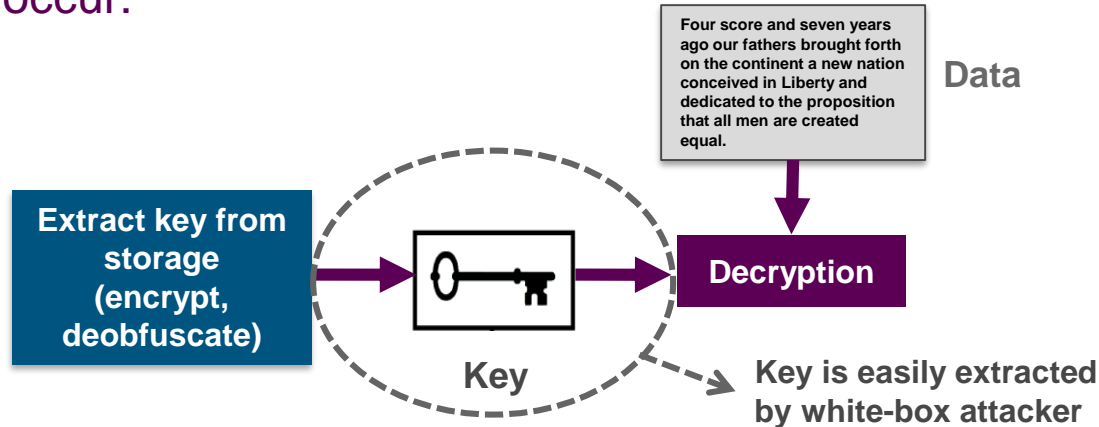 occur:
Four score and seven years
ago our fathers brought forth
on the continent a new nation
conceived in Liberty and
dedicated to the proposition
that all men are created
equal.
Data
Extract key from
storage
(encrypt,
deobfuscate)
Decryption
Key
Key is easily extracted
by white-box attacker